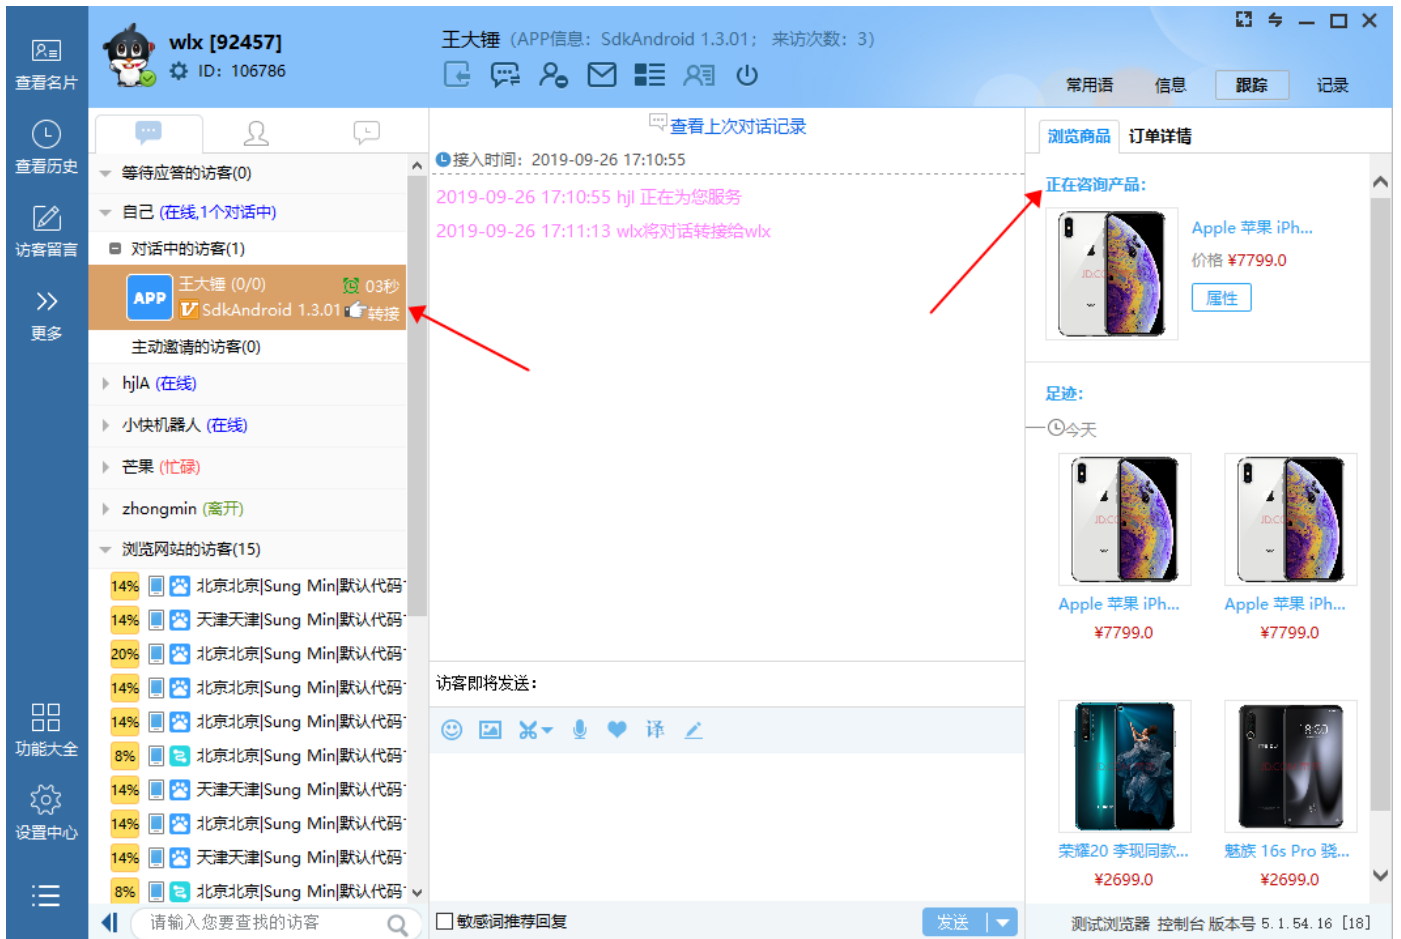 查看名片
查看历史
访客留言
更多
功能大全
设置中心
wlx [92457]
ID: 106786
王大锤 (APP信息: SdkAndroid 1.3.01; 来访次数: 3)
常用语 信息 跟踪 记录
等待应答的访客(0)
自己 (在线,1个对话中)
对话中的访客(1)
APP
王大锤 (0/0) 03秒
V SdkAndroid 1.3.01 转接
主动邀请的访客(0)
hjlA (在线)
小快机器人 (在线)
芒果 (忙碌)
zhongmin (离开)
浏览网站的访客(15)
14% 北京北京|Sung Min|默认代码
14% 天津天津|Sung Min|默认代码
20% 北京北京|Sung Min|默认代码
14% 北京北京|Sung Min|默认代码
14% 北京北京|Sung Min|默认代码
8% 北京北京|Sung Min|默认代码
14% 天津天津|Sung Min|默认代码
14% 北京北京|Sung Min|默认代码
14% 天津天津|Sung Min|默认代码
8% 北京北京|Sung Min|默认代码
请输入您要查找的访客
查看上次对话记录
接入时间: 2019-09-26 17:10:55
2019-09-26 17:10:55 hjl 正在为您服务
2019-09-26 17:11:13 wlx将对话转接给wlx
访客即将发送:
译
敏感词推荐回复
发送
浏览商品 订单详情
正在咨询产品:
Apple 苹果 iPh...
价格 ¥7799.0
属性
足迹:
今天
Apple 苹果 iPh... Apple 苹果 iPh...
¥7799.0 ¥7799.0
荣耀20 李现同款... 魅族 16s Pro 骁...
¥2699.0 ¥2699.0
测试浏览器 控制台 版本号 5.1.54.16 [18]